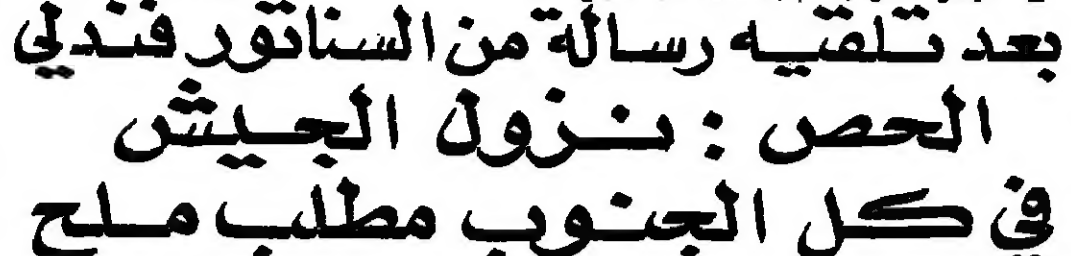 بعد تلقيه رسالة من السناتور فندلي
الحص : نزول الجيش
في كل الجنوب مطلب ملح